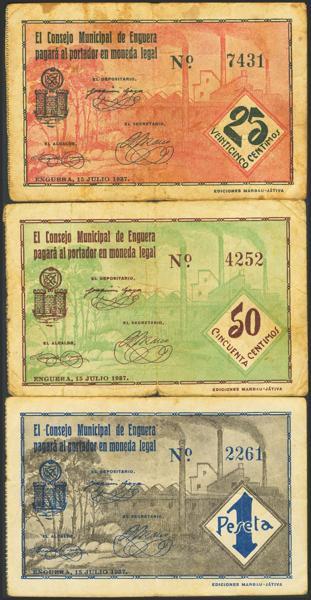 El Consejo Municipal de Enguera
pagará al portador en moneda legal
Nº 7431
EL DEPOSITARIO,
EL SECRETARIO,
EL ALCALDE,
25
VEINTICINCO CENTIMOS
ENGUERA, 15 JULIO 1937.
EDICIONES MARBAU-JÁTIVA
El Consejo Municipal de Enguera
pagará al portador en moneda legal
Nº 4252
EL DEPOSITARIO,
EL SECRETARIO,
EL ALCALDE,
50
CINCUENTA CENTIMOS
ENGUERA, 15 JULIO 1937.
EDICIONES MARBAU-JÁTIVA
El Consejo Municipal de Enguera
pagará al portador en moneda legal
Nº 2261
EL DEPOSITARIO,
EL SECRETARIO,
EL ALCALDE,
1
PESETA
ENGUERA, 15 JULIO 1937.
EDICIONES MARBAU-JÁTIVA